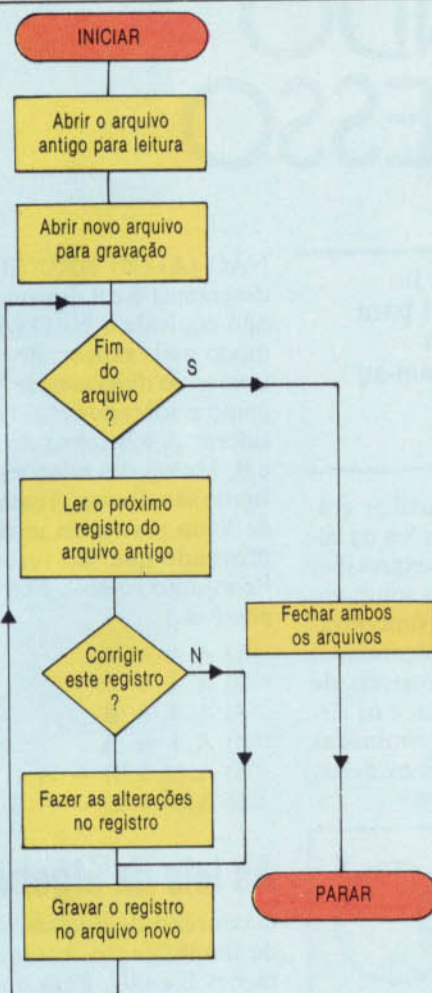 INICIAR
Abrir o arquivo
antigo para leitura
Abrir novo arquivo
para gravação
Fim
do
arquivo
?
S
Ler o próximo
registro do
arquivo antigo
Fechar ambos
os arquivos
Corrigir
este registro
?
N
Fazer as alterações
no registro
Gravar o registro
no arquivo novo
PARAR